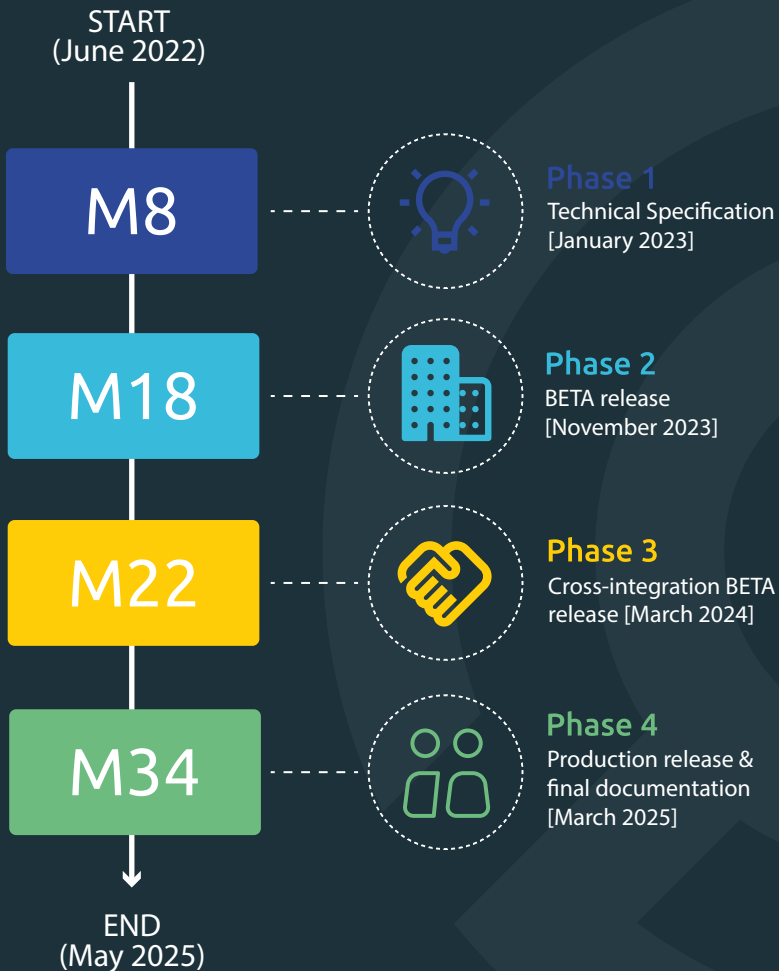 START
(June 2022)
M8
Phase 1
Technical Specification
[January 2023]
M18
Phase 2
BETA release
[November 2023]
M22
Phase 3
Cross-integration BETA
release [March 2024]
M34
Phase 4
Production release &
final documentation
[March 2025]
END
(May 2025)